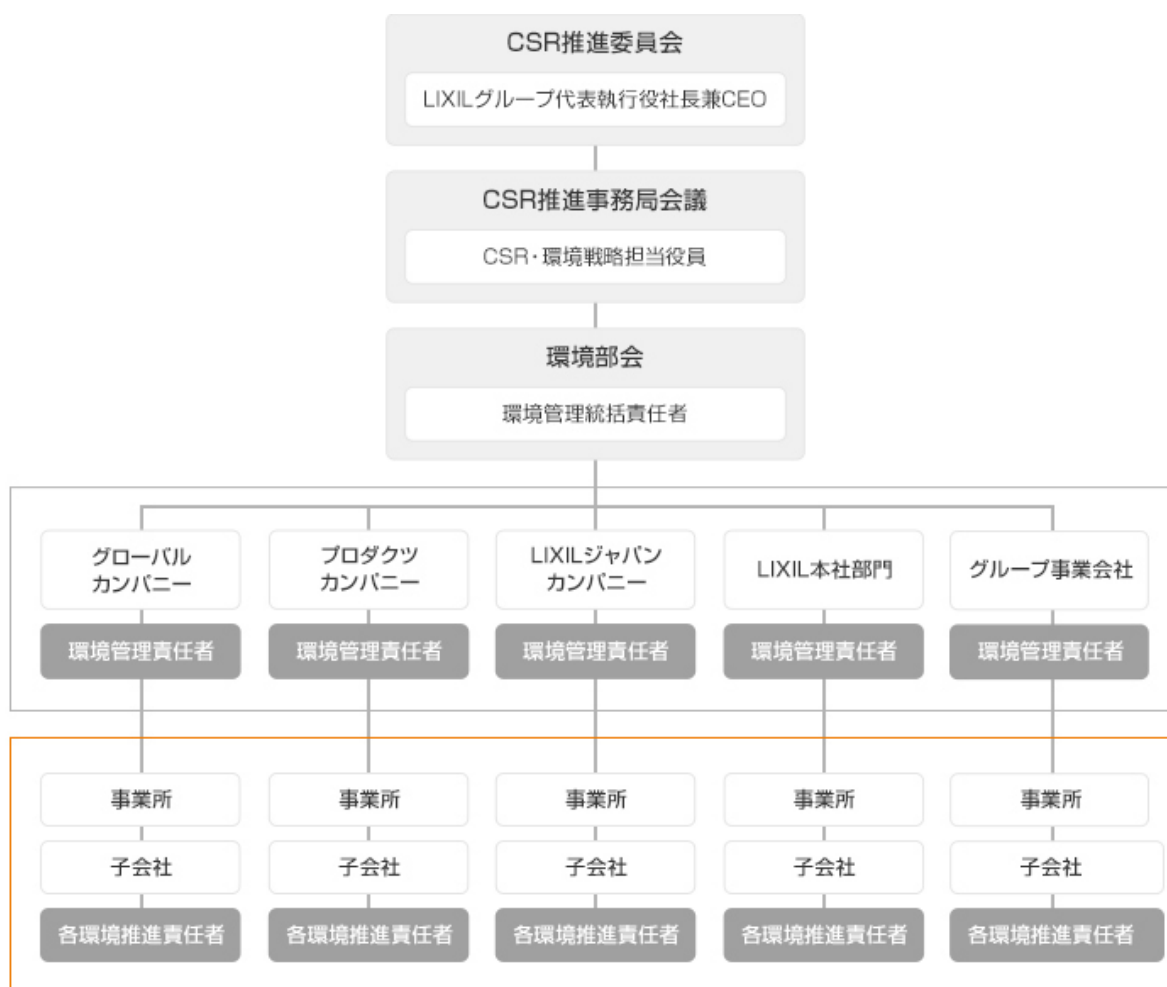 CSR推進委員会
LIXILグループ代表執行役社長兼CEO
CSR推進事務局会議
CSR・環境戦略担当役員
環境部会
環境管理統括責任者
グローバル
カンパニー
プロダクツ
カンパニー
LIXILジャパン
カンパニー
LIXIL本社部門
グループ事業会社
環境管理責任者
環境管理責任者
環境管理責任者
環境管理責任者
環境管理責任者
事業所
事業所
事業所
事業所
事業所
子会社
子会社
子会社
子会社
子会社
各環境推進責任者
各環境推進責任者
各環境推進責任者
各環境推進責任者
各環境推進責任者